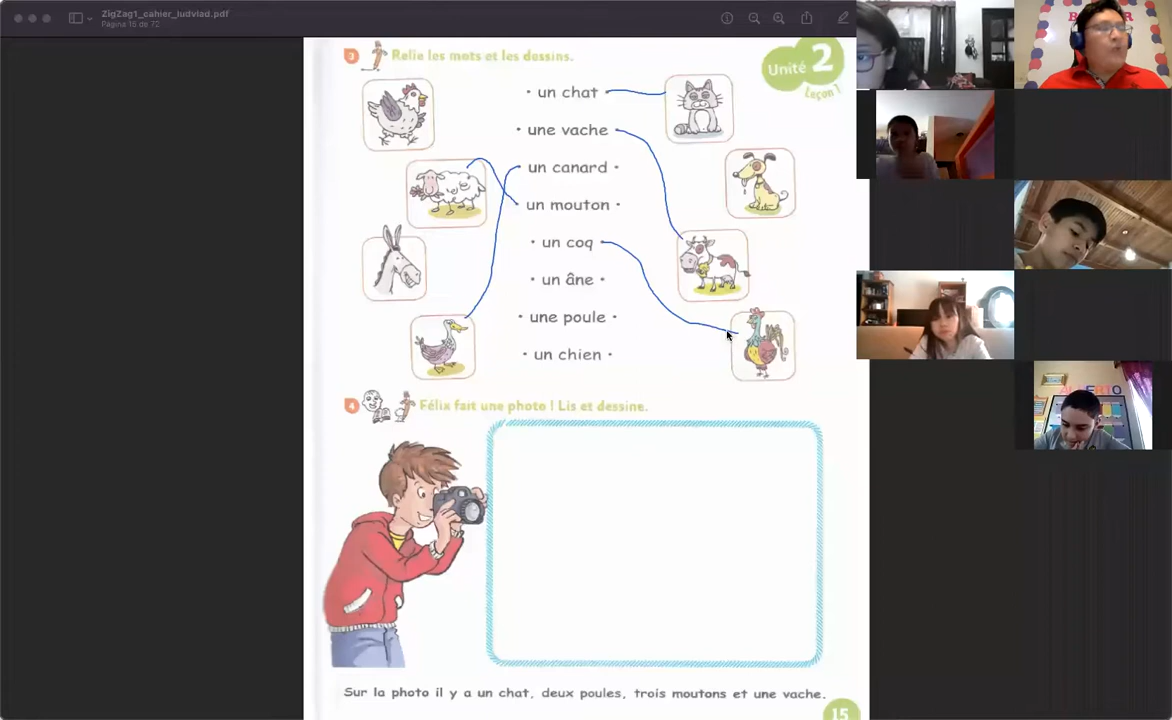 ZigZag1_cahier_ludvlad.pdf
Página 15 de 72
3 Relie les mots et les dessins.
Unité 2
Leçon 1
• un chat •
• une vache •
un canard •
un mouton •
• un coq •
un âne •
• une poule •
• un chien •
4 Félix fait une photo ! Lis et dessine.
Sur la photo il y a un chat, deux poules, trois moutons et une vache.
15